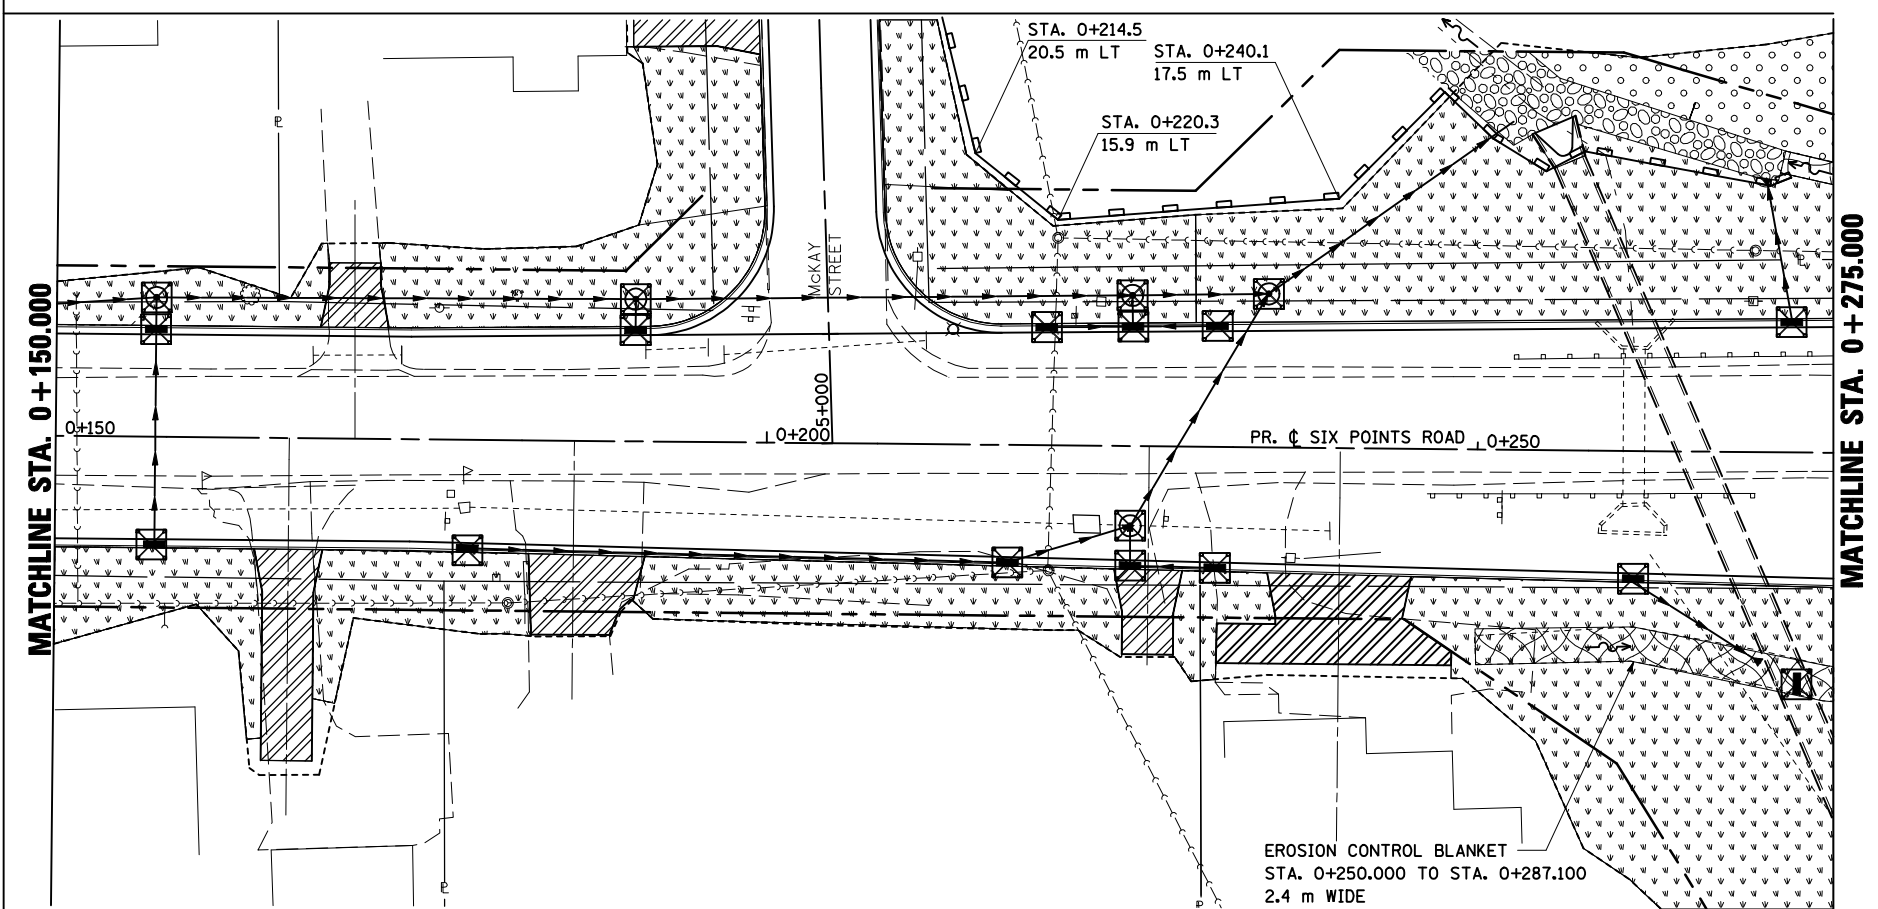 STA. 0+214.5
20.5 m LT
STA. 0+240.1
17.5 m LT
STA. 0+220.3
15.9 m LT
McKAY
STREET
MATCHLINE STA. 0+150.000
MATCHLINE STA. 0+275.000
0+150
0+200
5+000
PR. ℄ SIX POINTS ROAD
0+250
EROSION CONTROL BLANKET
STA. 0+250.000 TO STA. 0+287.100
2.4 m WIDE